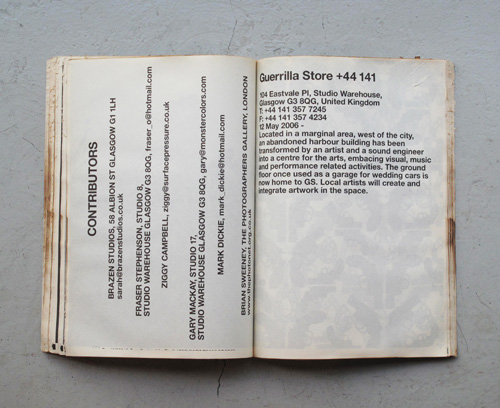 CONTRIBUTORS
BRAZEN STUDIOS, 58 ALBION ST GLASGOW G1 1LH
sarah@brazenstudios.co.uk
FRASER STEPHENSON, STUDIO 8,
STUDIO WAREHOUSE GLASGOW G3 8QG, fraser_o@hotmail.com
ZIGGY CAMPBELL, ziggy@surfacepressure.co.uk
GARY MACKAY, STUDIO 17,
STUDIO WAREHOUSE GLASGOW G3 8QG, gary@monstercolors.com
MARK DICKIE, mark_dickie@hotmail.com
BRIAN SWEENEY, THE PHOTOGRAPHERS GALLERY, LONDON
www.thephotonet.org.co.uk
Guerrilla Store +44 141
104 Eastvale Pl, Studio Warehouse,
Glasgow G3 8QG, United Kingdom
T: +44 141 357 7245
F: +44 141 357 4234
12 May 2006 -
Located in a marginal area, west of the city,
an abandoned harbour building has been
transformed by an artist and a sound engineer
into a centre for the arts, embacing visual, music
and performance related activities. The ground
floor once used as a garage for wedding cars is
now home to GS. Local artists will create and
integrate artwork in the space.